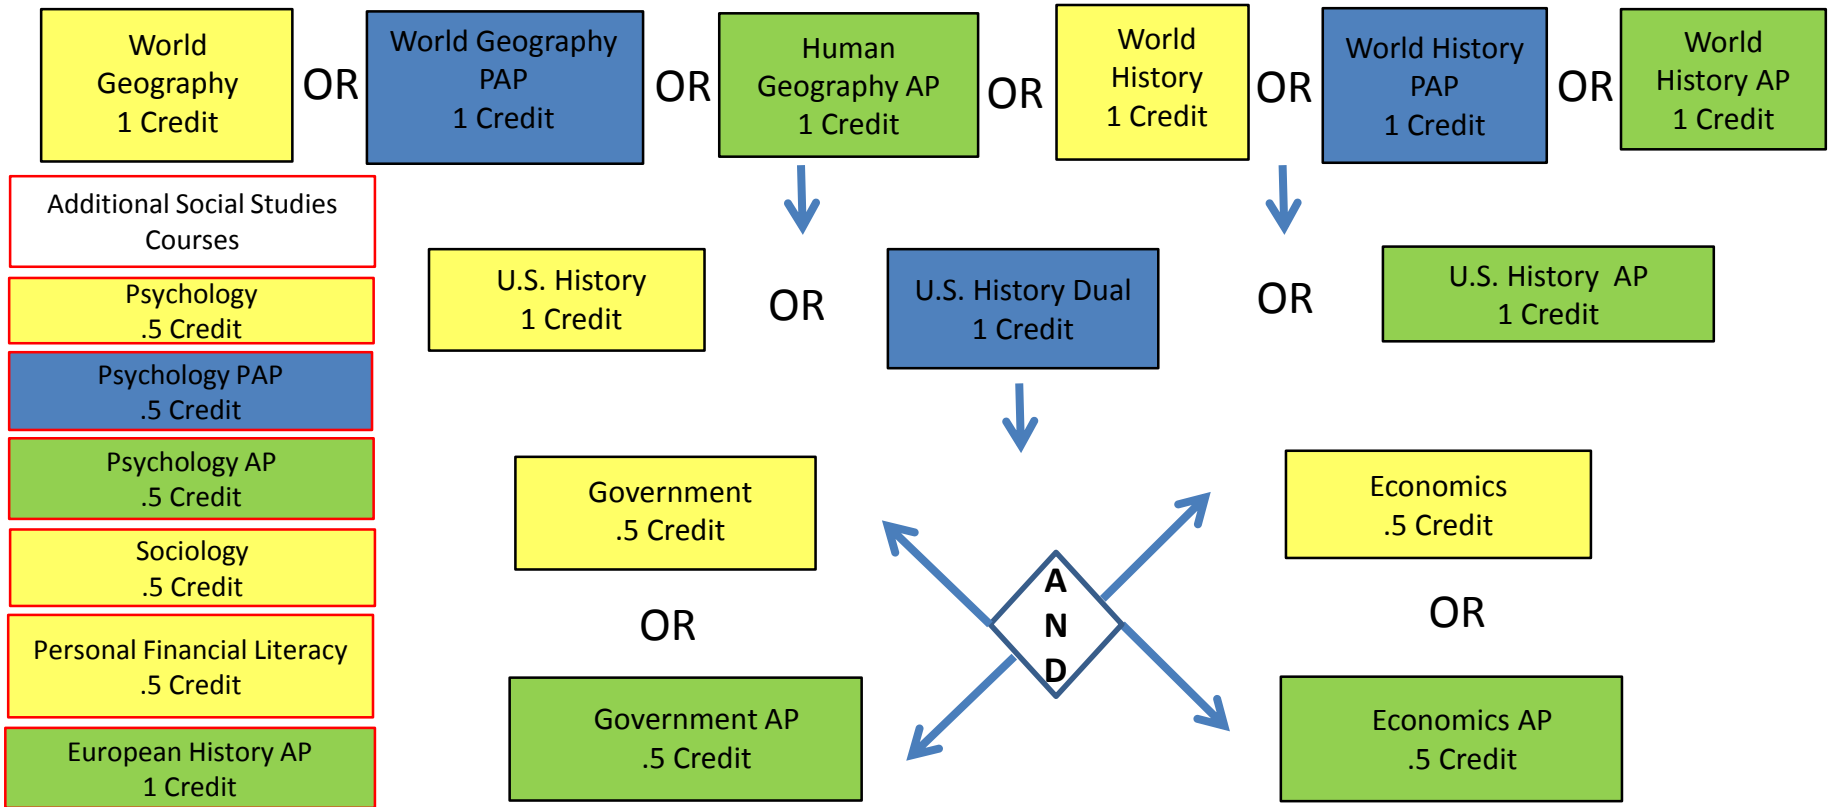 World
Geography
1 Credit
OR
World Geography
PAP
1 Credit
OR
Human
Geography AP
1 Credit
OR
World
History
1 Credit
OR
World History
PAP
1 Credit
OR
World
History AP
1 Credit
Additional Social Studies
Courses
Psychology
.5 Credit
Psychology PAP
.5 Credit
Psychology AP
.5 Credit
Sociology
.5 Credit
Personal Financial Literacy
.5 Credit
European History AP
1 Credit
U.S. History
1 Credit
OR
U.S. History Dual
1 Credit
OR
U.S. History  AP
1 Credit
Government
.5 Credit
OR
Government AP
.5 Credit
A
N
D
Economics
.5 Credit
OR
Economics AP
.5 Credit